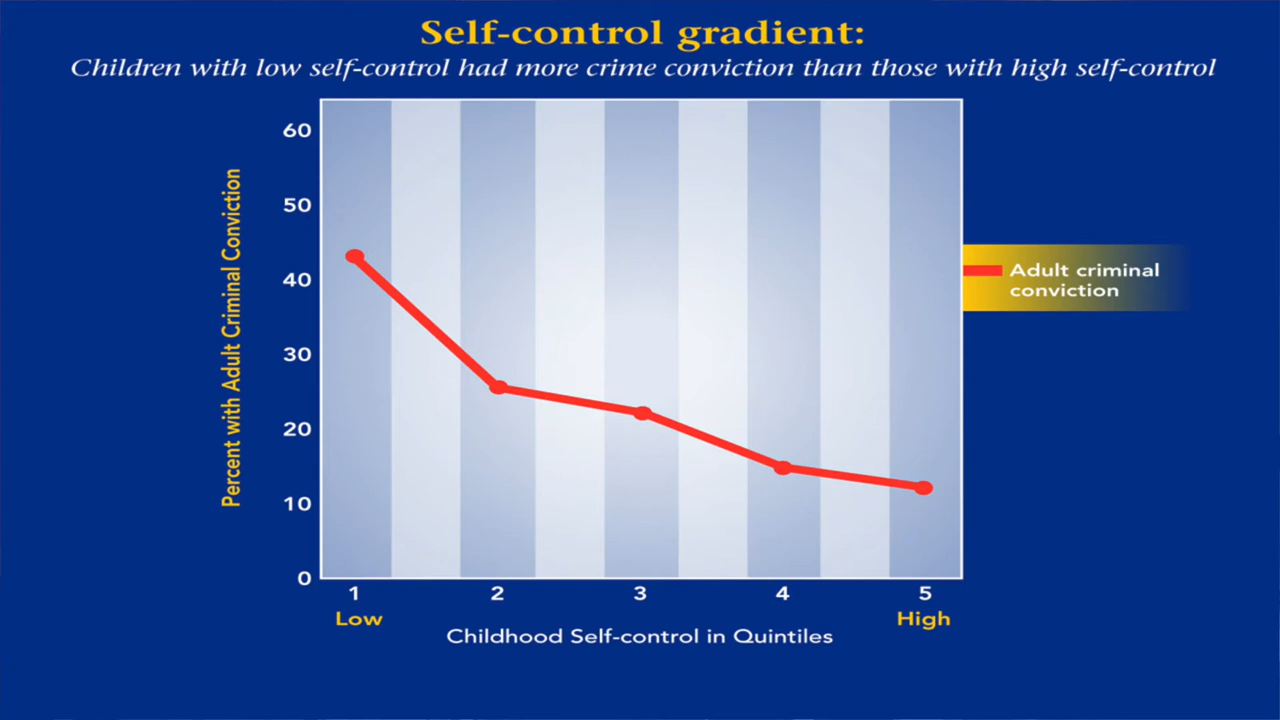 Self-control gradient:
Children with low self-control had more crime conviction than those with high self-control
Percent with Adult Criminal Conviction
60
50
40
30
20
10
0
Adult criminal
conviction
1 2 3 4 5
Low High
Childhood Self-control in Quintiles